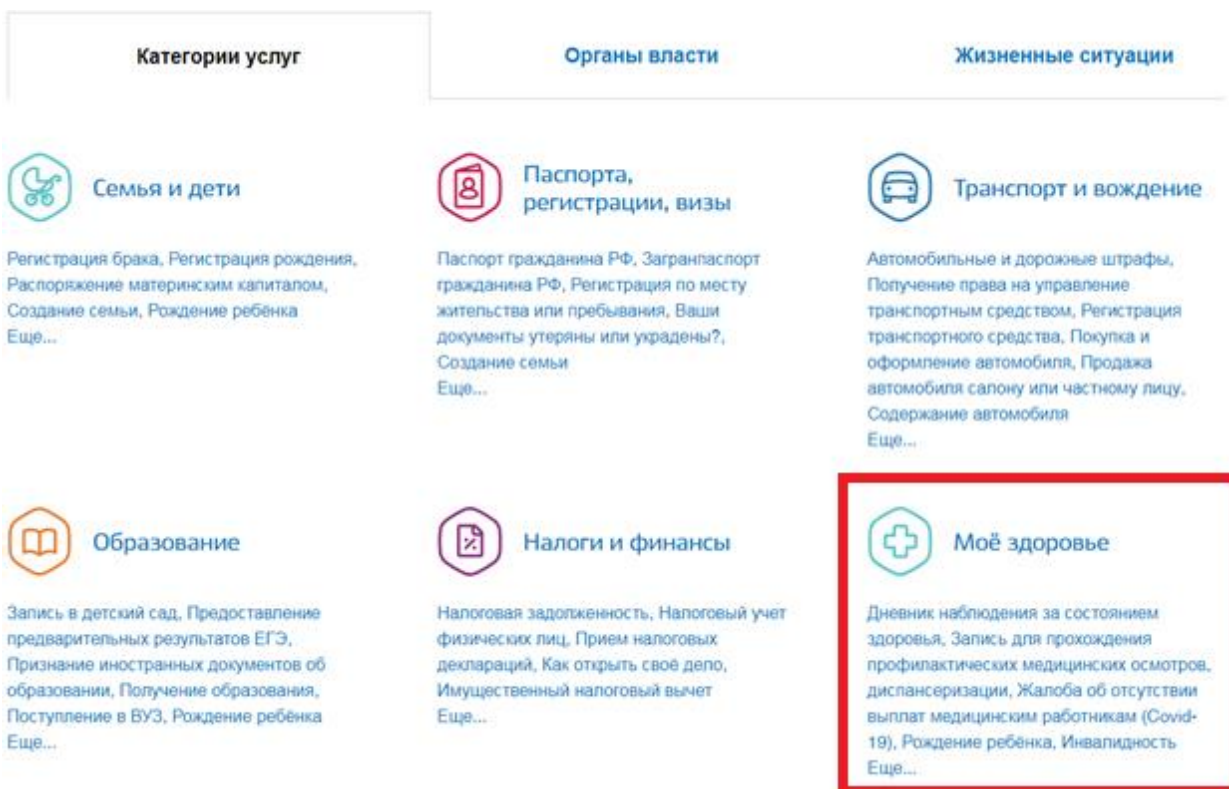 Категории услуг
Органы власти
Жизненные ситуации
Семья и дети
Регистрация брака, Регистрация рождения,
Распоряжение материнским капиталом,
Создание семьи, Рождение ребёнка
Еще...
Паспорта,
регистрации, визы
Паспорт гражданина РФ, Загранпаспорт
гражданина РФ, Регистрация по месту
жительства или пребывания, Ваши
документы утеряны или украдены?,
Создание семьи
Еще...
Транспорт и вождение
Автомобильные и дорожные штрафы,
Получение права на управление
транспортным средством, Регистрация
транспортного средства, Покупка и
оформление автомобиля, Продажа
автомобиля салону или частному лицу,
Содержание автомобиля
Еще...
Образование
Запись в детский сад, Предоставление
предварительных результатов ЕГЭ,
Признание иностранных документов об
образовании, Получение образования,
Поступление в ВУЗ, Рождение ребёнка
Еще...
Налоги и финансы
Налоговая задолженность, Налоговый учет
физических лиц, Прием налоговых
деклараций, Как открыть своё дело,
Имущественный налоговый вычет
Еще...
Моё здоровье
Дневник наблюдения за состоянием
здоровья, Запись для прохождения
профилактических медицинских осмотров,
диспансеризации, Жалоба об отсутствии
выплат медицинским работникам (Covid-
19), Рождение ребёнка, Инвалидность
Еще...